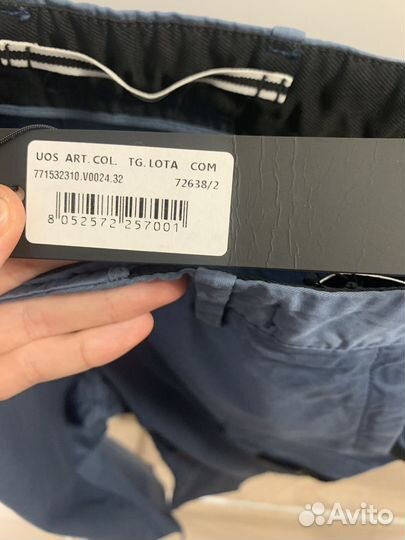 UOS ART. COL. TG. LOTA COM
771532310.V0024.32
72638/2
8 052572 257001
Avito